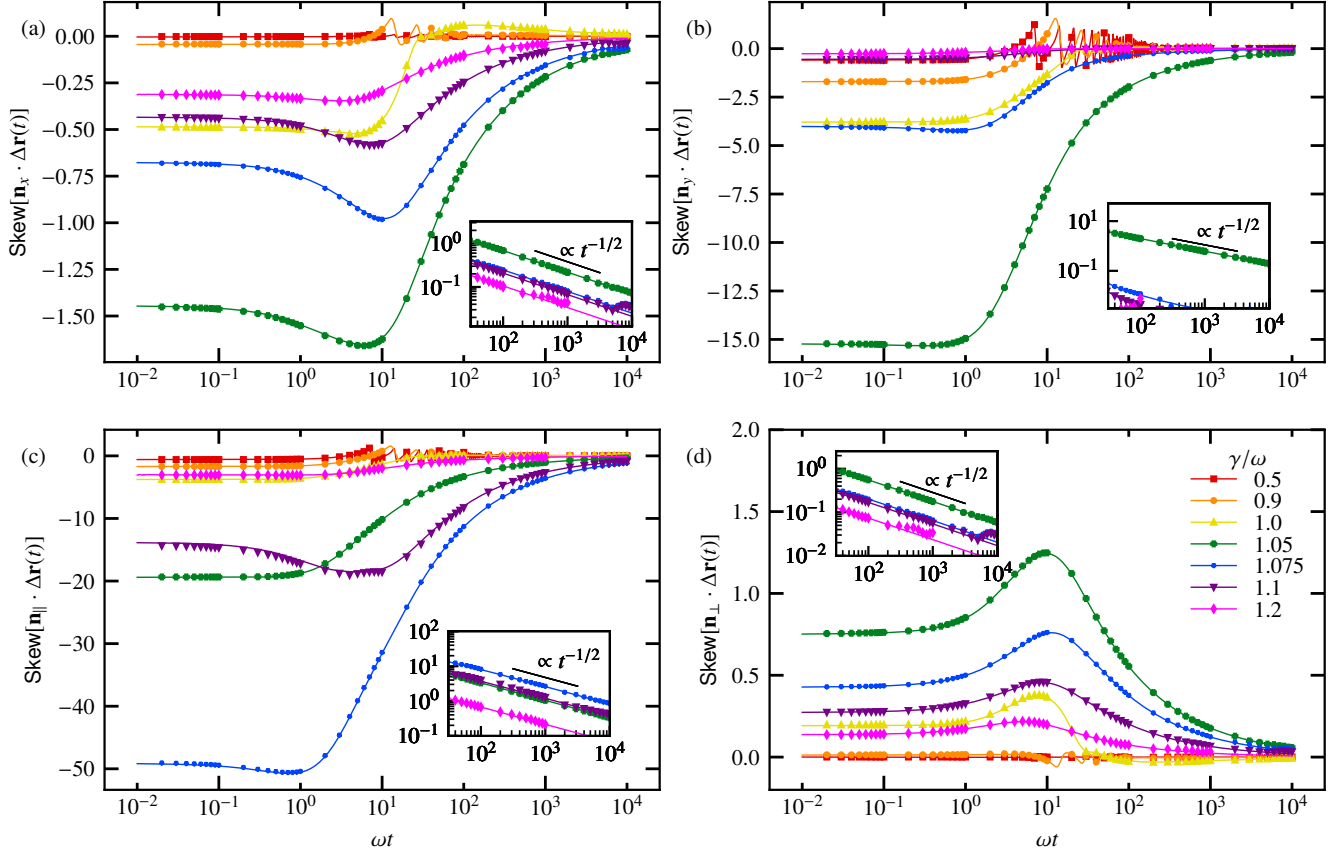 (a)
Skew[n_x · Δr(t)]
0.00
−0.25
−0.50
−0.75
−1.00
−1.25
−1.50
10^−2 10^−1 10^0 10^1 10^2 10^3 10^4
10^0
10^−1
10^2 10^3 10^4
∝ t^−1/2
(b)
Skew[n_y · Δr(t)]
0.0
−2.5
−5.0
−7.5
−10.0
−12.5
−15.0
10^−2 10^−1 10^0 10^1 10^2 10^3 10^4
10^1
10^−1
10^2 10^3 10^4
∝ t^−1/2
(c)
Skew[n_∥ · Δr(t)]
0
−10
−20
−30
−40
−50
10^−2 10^−1 10^0 10^1 10^2 10^3 10^4
ωt
10^2
10^1
10^0
10^−1
10^2 10^3 10^4
∝ t^−1/2
(d)
Skew[n_⊥ · Δr(t)]
2.0
1.5
1.0
0.5
0.0
10^−2 10^−1 10^0 10^1 10^2 10^3 10^4
ωt
10^0
10^−1
10^−2
10^2 10^3 10^4
∝ t^−1/2
γ/ω
0.5
0.9
1.0
1.05
1.075
1.1
1.2